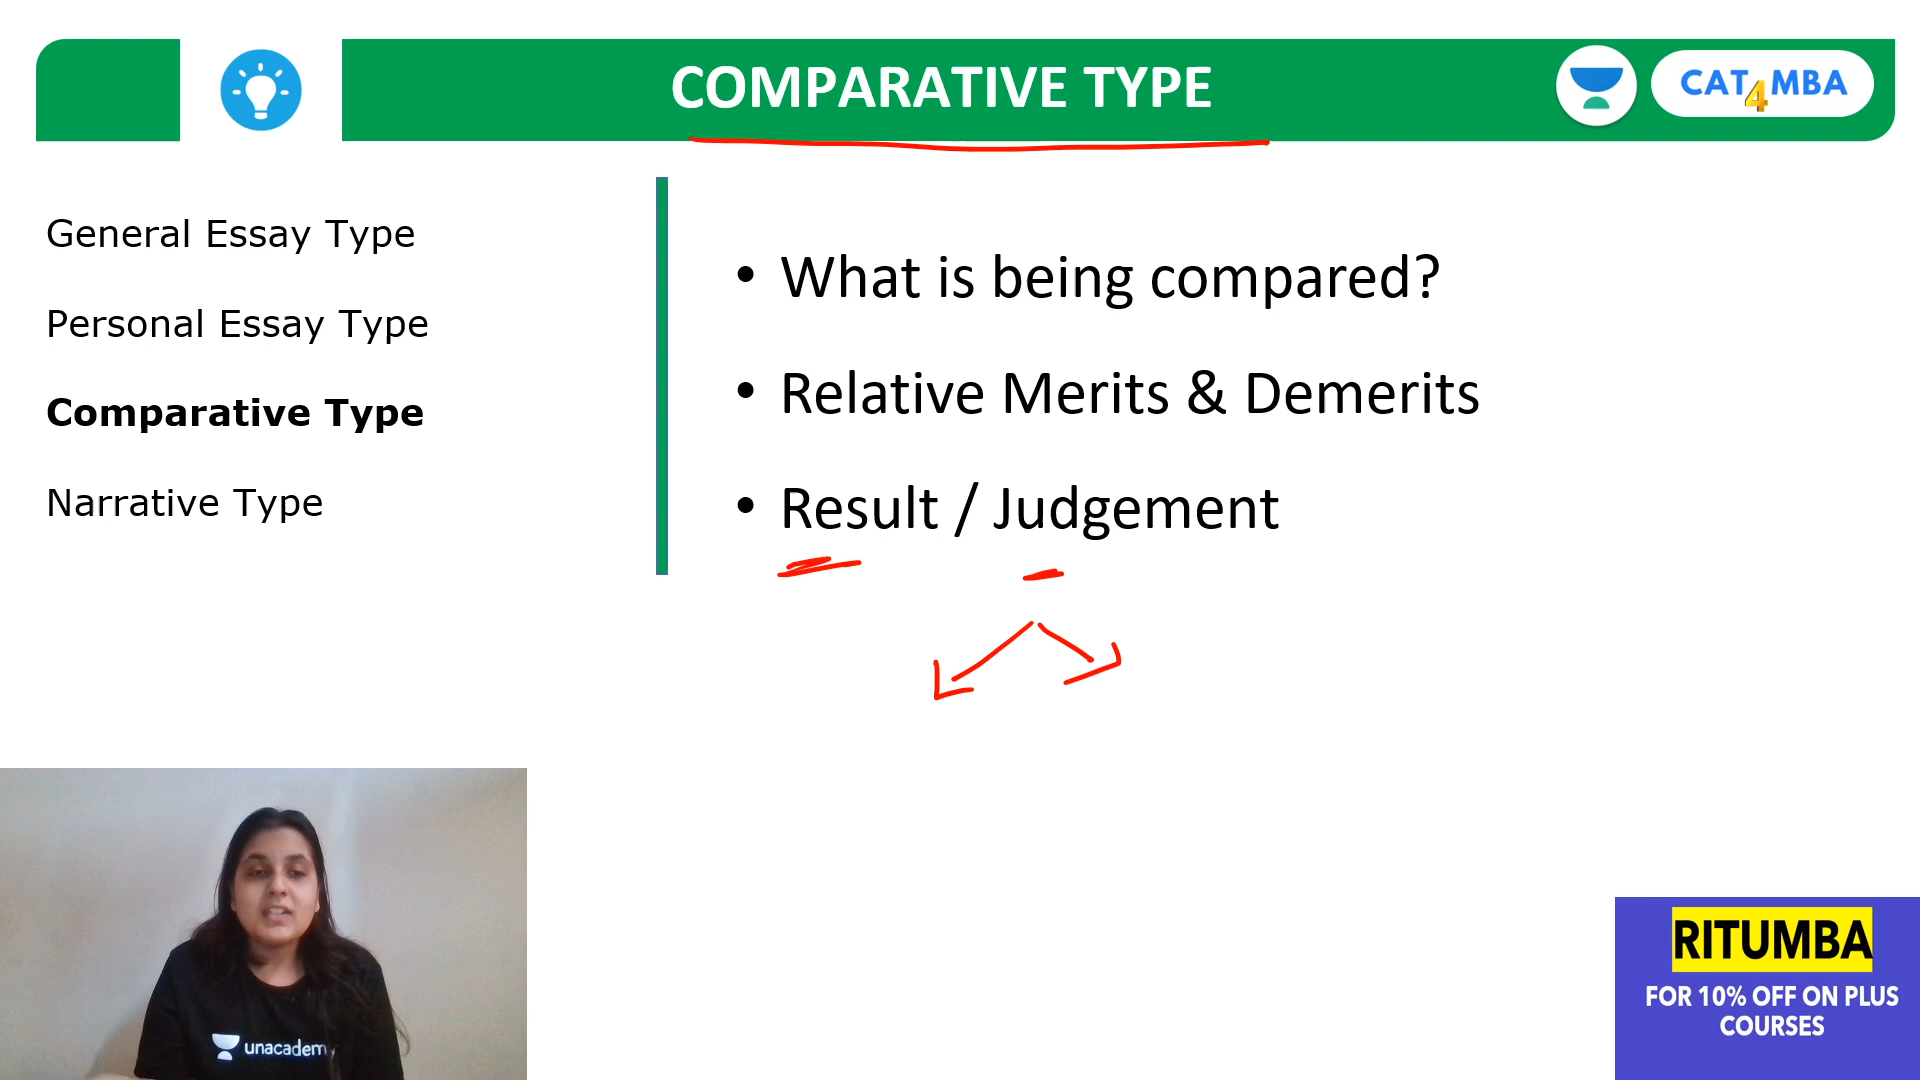 COMPARATIVE TYPE
CAT4MBA
General Essay Type
Personal Essay Type
Comparative Type
Narrative Type
• What is being compared?
• Relative Merits & Demerits
• Result / Judgement
unacadem
RITUMBA
FOR 10% OFF ON PLUS
COURSES